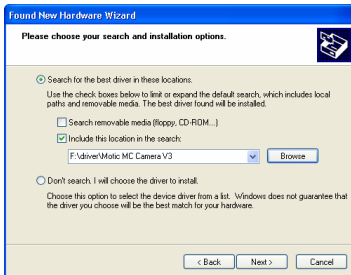 Found New Hardware Wizard
Please choose your search and installation options.
Search for the best driver in these locations.
Use the check boxes below to limit or expand the default search, which includes local
paths and removable media. The best driver found will be installed.
Search removable media (floppy, CD-ROM...)
Include this location in the search:
F:\driver\Motic MC Camera V3
Browse
Don't search. I will choose the driver to install.
Choose this option to select the device driver from a list. Windows does not guarantee that
the driver you choose will be the best match for your hardware.
< Back
Next >
Cancel